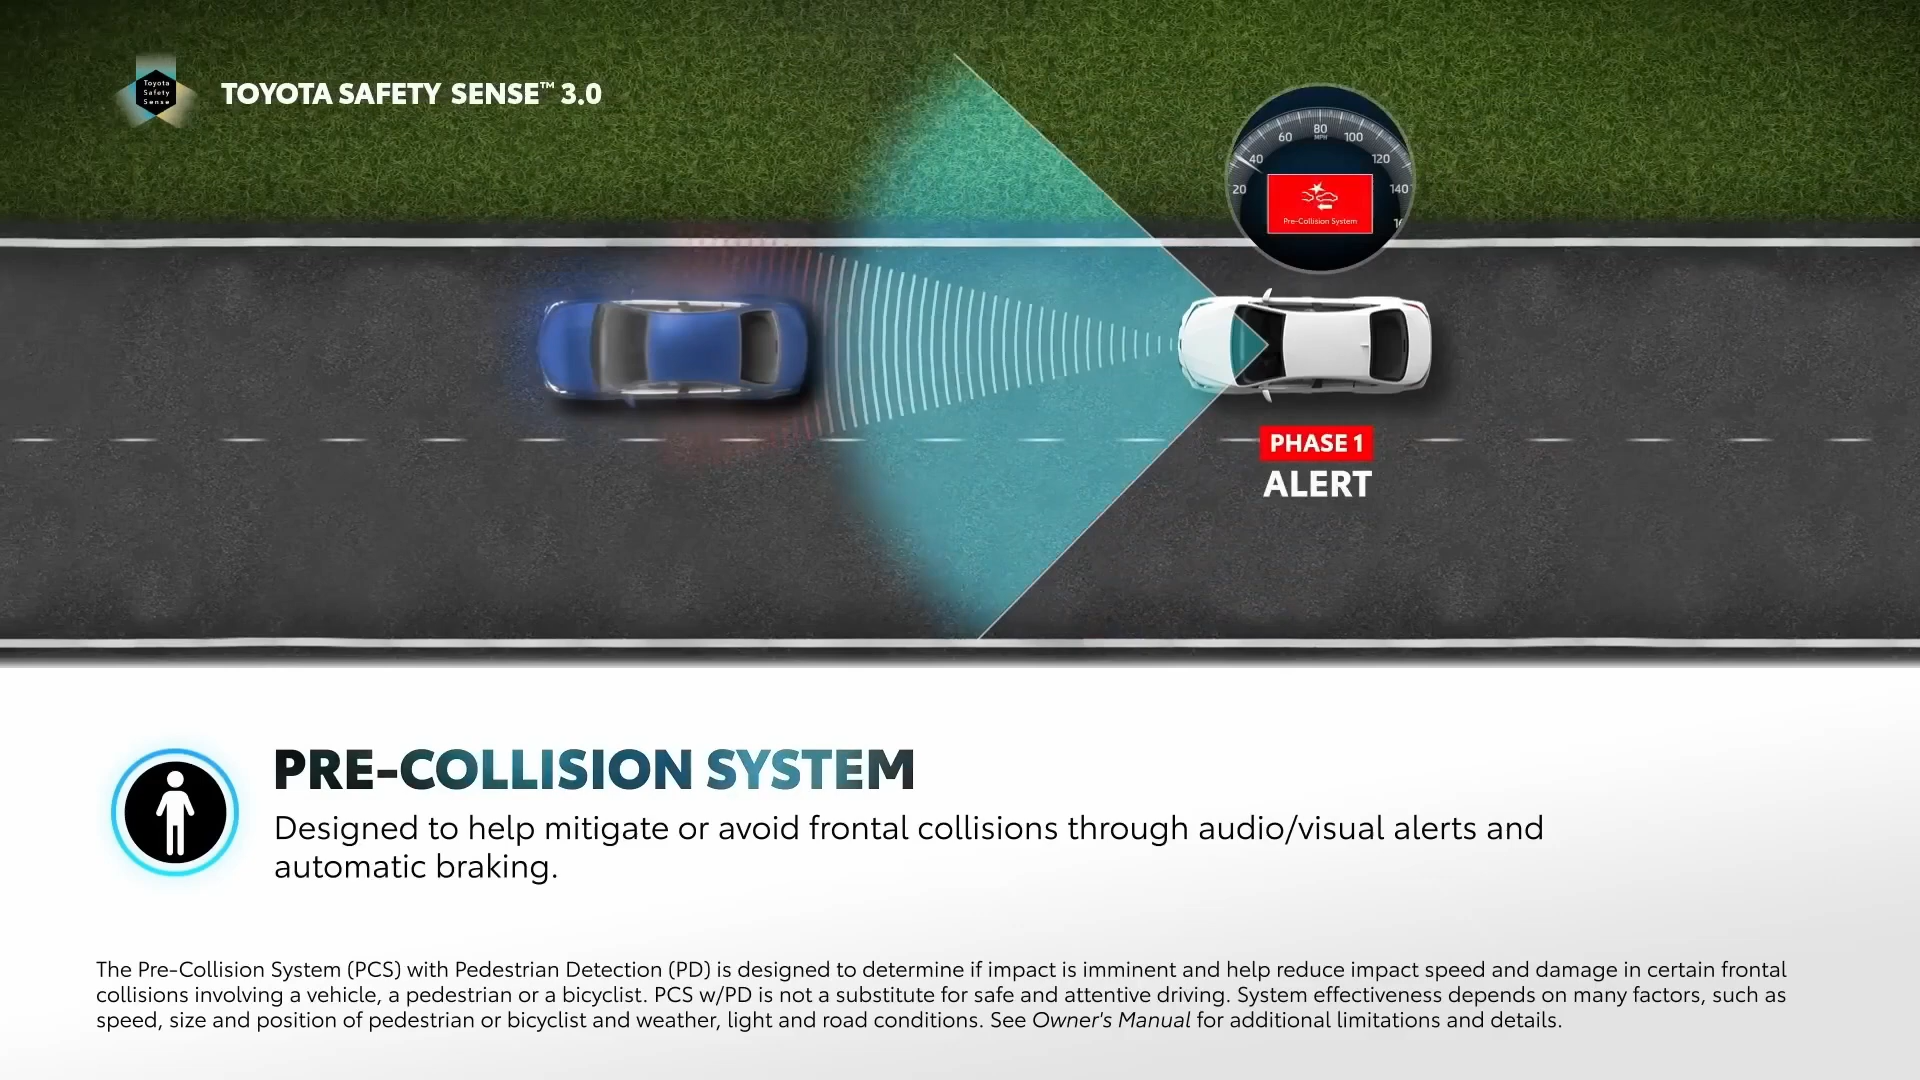 Toyota
Safety
Sense
TOYOTA SAFETY SENSE™ 3.0
80
MPH
60
100
40
120
20
140
Pre-Collision System
PHASE 1
ALERT
PRE-COLLISION SYSTEM
Designed to help mitigate or avoid frontal collisions through audio/visual alerts and
automatic braking.
The Pre-Collision System (PCS) with Pedestrian Detection (PD) is designed to determine if impact is imminent and help reduce impact speed and damage in certain frontal
collisions involving a vehicle, a pedestrian or a bicyclist. PCS w/PD is not a substitute for safe and attentive driving. System effectiveness depends on many factors, such as
speed, size and position of pedestrian or bicyclist and weather, light and road conditions. See Owner's Manual for additional limitations and details.